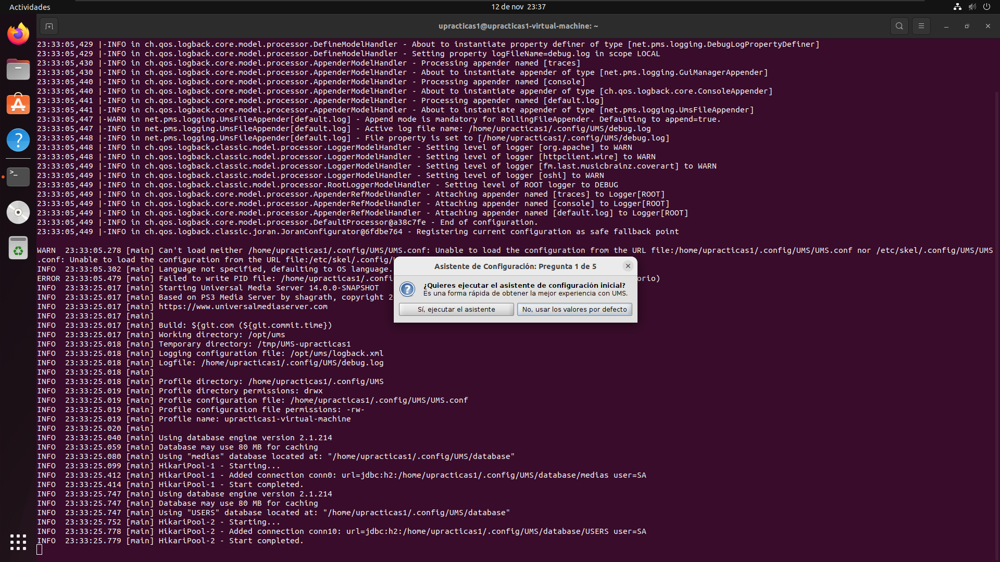 Actividades
12 de nov 23:37
upracticas1@upracticas1-virtual-machine: ~
23:33:05,429 |-INFO in ch.qos.logback.core.model.processor.DefineModelHandler - About to instantiate property definer of type [net.pms.logging.DebugLogPropertyDefiner]
23:33:05,429 |-INFO in ch.qos.logback.core.model.processor.DefineModelHandler - Setting property logFileName=debug.log in scope LOCAL
23:33:05,430 |-INFO in ch.qos.logback.core.model.processor.AppenderModelHandler - Processing appender named [traces]
23:33:05,430 |-INFO in ch.qos.logback.core.model.processor.AppenderModelHandler - About to instantiate appender of type [net.pms.logging.GuiManagerAppender]
23:33:05,440 |-INFO in ch.qos.logback.core.model.processor.AppenderModelHandler - Processing appender named [console]
23:33:05,440 |-INFO in ch.qos.logback.core.model.processor.AppenderModelHandler - About to instantiate appender of type [ch.qos.logback.core.ConsoleAppender]
23:33:05,441 |-INFO in ch.qos.logback.core.model.processor.AppenderModelHandler - Processing appender named [default.log]
23:33:05,441 |-INFO in ch.qos.logback.core.model.processor.AppenderModelHandler - About to instantiate appender of type [net.pms.logging.UmsFileAppender]
23:33:05,447 |-WARN in net.pms.logging.UmsFileAppender[default.log] - Append mode is mandatory for RollingFileAppender. Defaulting to append=true.
23:33:05,447 |-INFO in net.pms.logging.UmsFileAppender[default.log] - Active log file name: /home/upracticas1/.config/UMS/debug.log
23:33:05,448 |-INFO in net.pms.logging.UmsFileAppender[default.log] - File property is set to [/home/upracticas1/.config/UMS/debug.log]
23:33:05,448 |-INFO in ch.qos.logback.classic.model.processor.LoggerModelHandler - Setting level of logger [org.apache] to WARN
23:33:05,448 |-INFO in ch.qos.logback.classic.model.processor.LoggerModelHandler - Setting level of logger [httpclient.wire] to WARN
23:33:05,449 |-INFO in ch.qos.logback.classic.model.processor.LoggerModelHandler - Setting level of logger [fm.last.musicbrainz.coverart] to WARN
23:33:05,449 |-INFO in ch.qos.logback.classic.model.processor.LoggerModelHandler - Setting level of logger [oshi] to WARN
23:33:05,449 |-INFO in ch.qos.logback.classic.model.processor.RootLoggerModelHandler - Setting level of ROOT logger to DEBUG
23:33:05,449 |-INFO in ch.qos.logback.core.model.processor.AppenderRefModelHandler - Attaching appender named [traces] to Logger[ROOT]
23:33:05,449 |-INFO in ch.qos.logback.core.model.processor.AppenderRefModelHandler - Attaching appender named [console] to Logger[ROOT]
23:33:05,449 |-INFO in ch.qos.logback.core.model.processor.AppenderRefModelHandler - Attaching appender named [default.log] to Logger[ROOT]
23:33:05,449 |-INFO in ch.qos.logback.core.model.processor.DefaultProcessor@a38c7fe - End of configuration.
23:33:05,449 |-INFO in ch.qos.logback.classic.joran.JoranConfigurator@6fdbe764 - Registering current configuration as safe fallback point
WARN  23:33:05.278 [main] Can't load neither /home/upracticas1/.config/UMS/UMS.conf: Unable to load the configuration from the URL file:/home/upracticas1/.config/UMS/UMS.conf nor /etc/skel/.config/UMS/UMS
.conf: Unable to load the configuration from the URL file:/etc/skel/.config/
INFO  23:33:05.302 [main] Language not specified, defaulting to OS language.
ERROR 23:33:05.479 [main] Failed to write PID file: /home/upracticas1/.confi orio)
INFO  23:33:25.017 [main] Starting Universal Media Server 14.0.0-SNAPSHOT
INFO  23:33:25.017 [main] Based on PS3 Media Server by shagrath, copyright 2
INFO  23:33:25.017 [main] https://www.universalmediaserver.com
INFO  23:33:25.017 [main]
INFO  23:33:25.017 [main] Build: ${git.com (${git.commit.time})
INFO  23:33:25.017 [main] Working directory: /opt/ums
INFO  23:33:25.018 [main] Temporary directory: /tmp/UMS-upracticas1
INFO  23:33:25.018 [main] Logging configuration file: /opt/ums/logback.xml
INFO  23:33:25.018 [main] Logfile: /home/upracticas1/.config/UMS/debug.log
INFO  23:33:25.018 [main]
INFO  23:33:25.018 [main] Profile directory: /home/upracticas1/.config/UMS
INFO  23:33:25.019 [main] Profile directory permissions: drwx
INFO  23:33:25.019 [main] Profile configuration file: /home/upracticas1/.config/UMS/UMS.conf
INFO  23:33:25.019 [main] Profile configuration file permissions: -rw-
INFO  23:33:25.019 [main] Profile name: upracticas1-virtual-machine
INFO  23:33:25.020 [main]
INFO  23:33:25.040 [main] Using database engine version 2.1.214
INFO  23:33:25.059 [main] Database may use 80 MB for caching
INFO  23:33:25.080 [main] Using "medias" database located at: "/home/upracticas1/.config/UMS/database"
INFO  23:33:25.099 [main] HikariPool-1 - Starting...
INFO  23:33:25.412 [main] HikariPool-1 - Added connection conn0: url=jdbc:h2:/home/upracticas1/.config/UMS/database/medias user=SA
INFO  23:33:25.414 [main] HikariPool-1 - Start completed.
INFO  23:33:25.747 [main] Using database engine version 2.1.214
INFO  23:33:25.747 [main] Database may use 80 MB for caching
INFO  23:33:25.747 [main] Using "USERS" database located at: "/home/upracticas1/.config/UMS/database"
INFO  23:33:25.752 [main] HikariPool-2 - Starting...
INFO  23:33:25.778 [main] HikariPool-2 - Added connection conn10: url=jdbc:h2:/home/upracticas1/.config/UMS/database/USERS user=SA
INFO  23:33:25.779 [main] HikariPool-2 - Start completed.
Asistente de Configuración: Pregunta 1 de 5
¿Quieres ejecutar el asistente de configuración inicial?
Es una forma rápida de obtener la mejor experiencia con UMS.
Sí, ejecutar el asistente
No, usar los valores por defecto